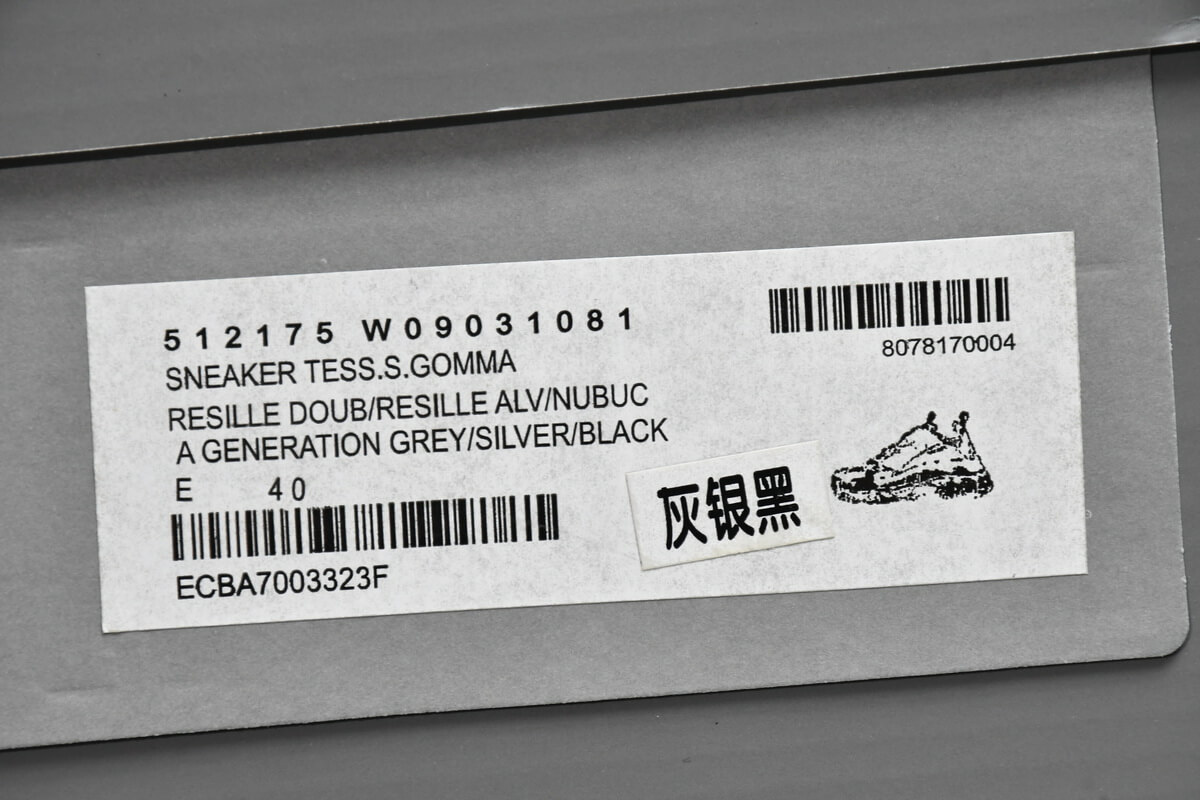 512175 W09031081
8078170004
SNEAKER TESS.S.GOMMA
RESILLE DOUB/RESILLE ALV/NUBUC
A GENERATION GREY/SILVER/BLACK
E 40
灰银黑
ECBA7003323F